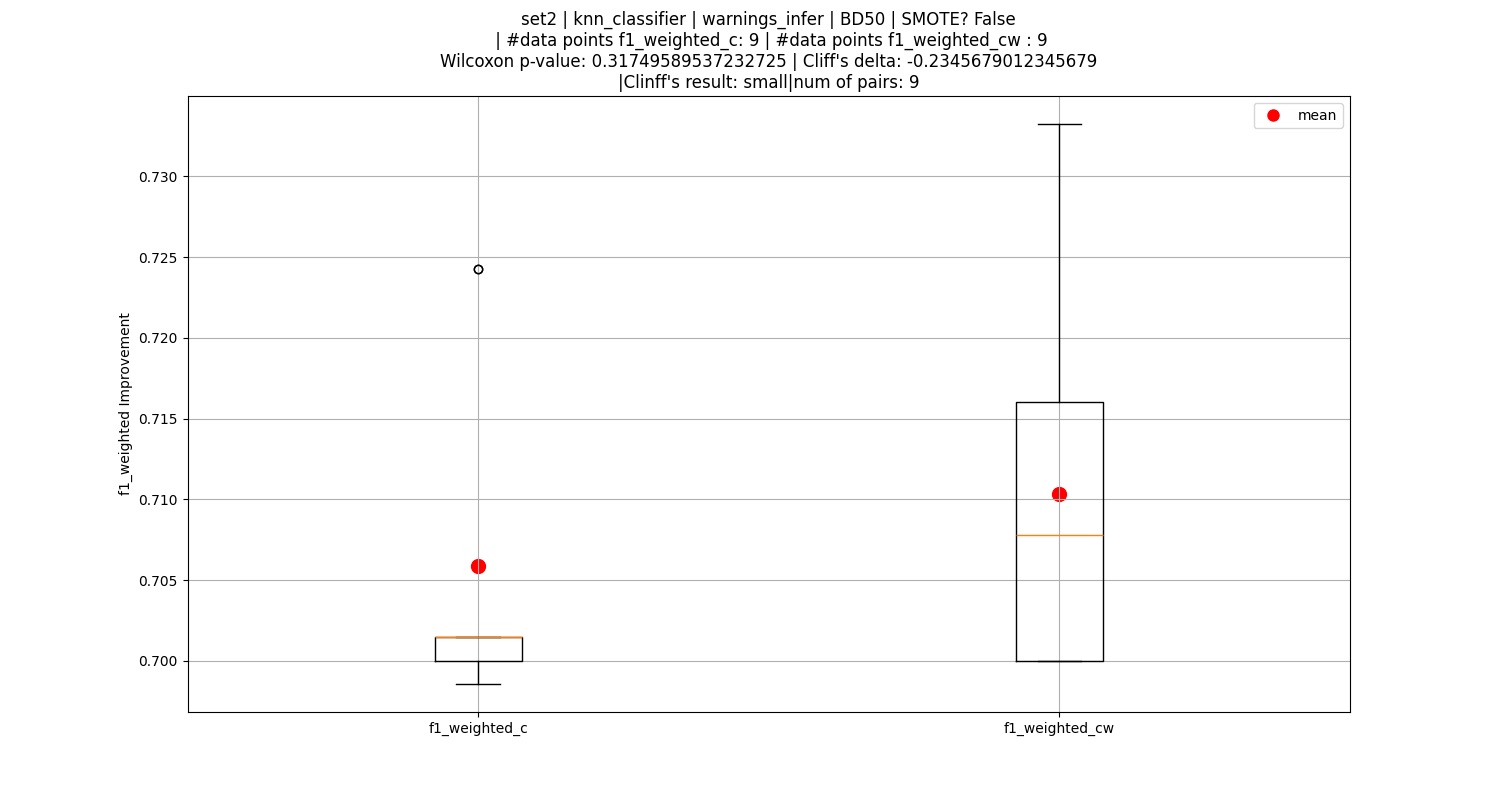 set2 | knn_classifier | warnings_infer | BD50 | SMOTE? False
| #data points f1_weighted_c: 9 | #data points f1_weighted_cw : 9
Wilcoxon p-value: 0.31749589537232725 | Cliff's delta: -0.2345679012345679
|Clinff's result: small|num of pairs: 9
mean
f1_weighted Improvement
0.730
0.725
0.720
0.715
0.710
0.705
0.700
f1_weighted_c
f1_weighted_cw